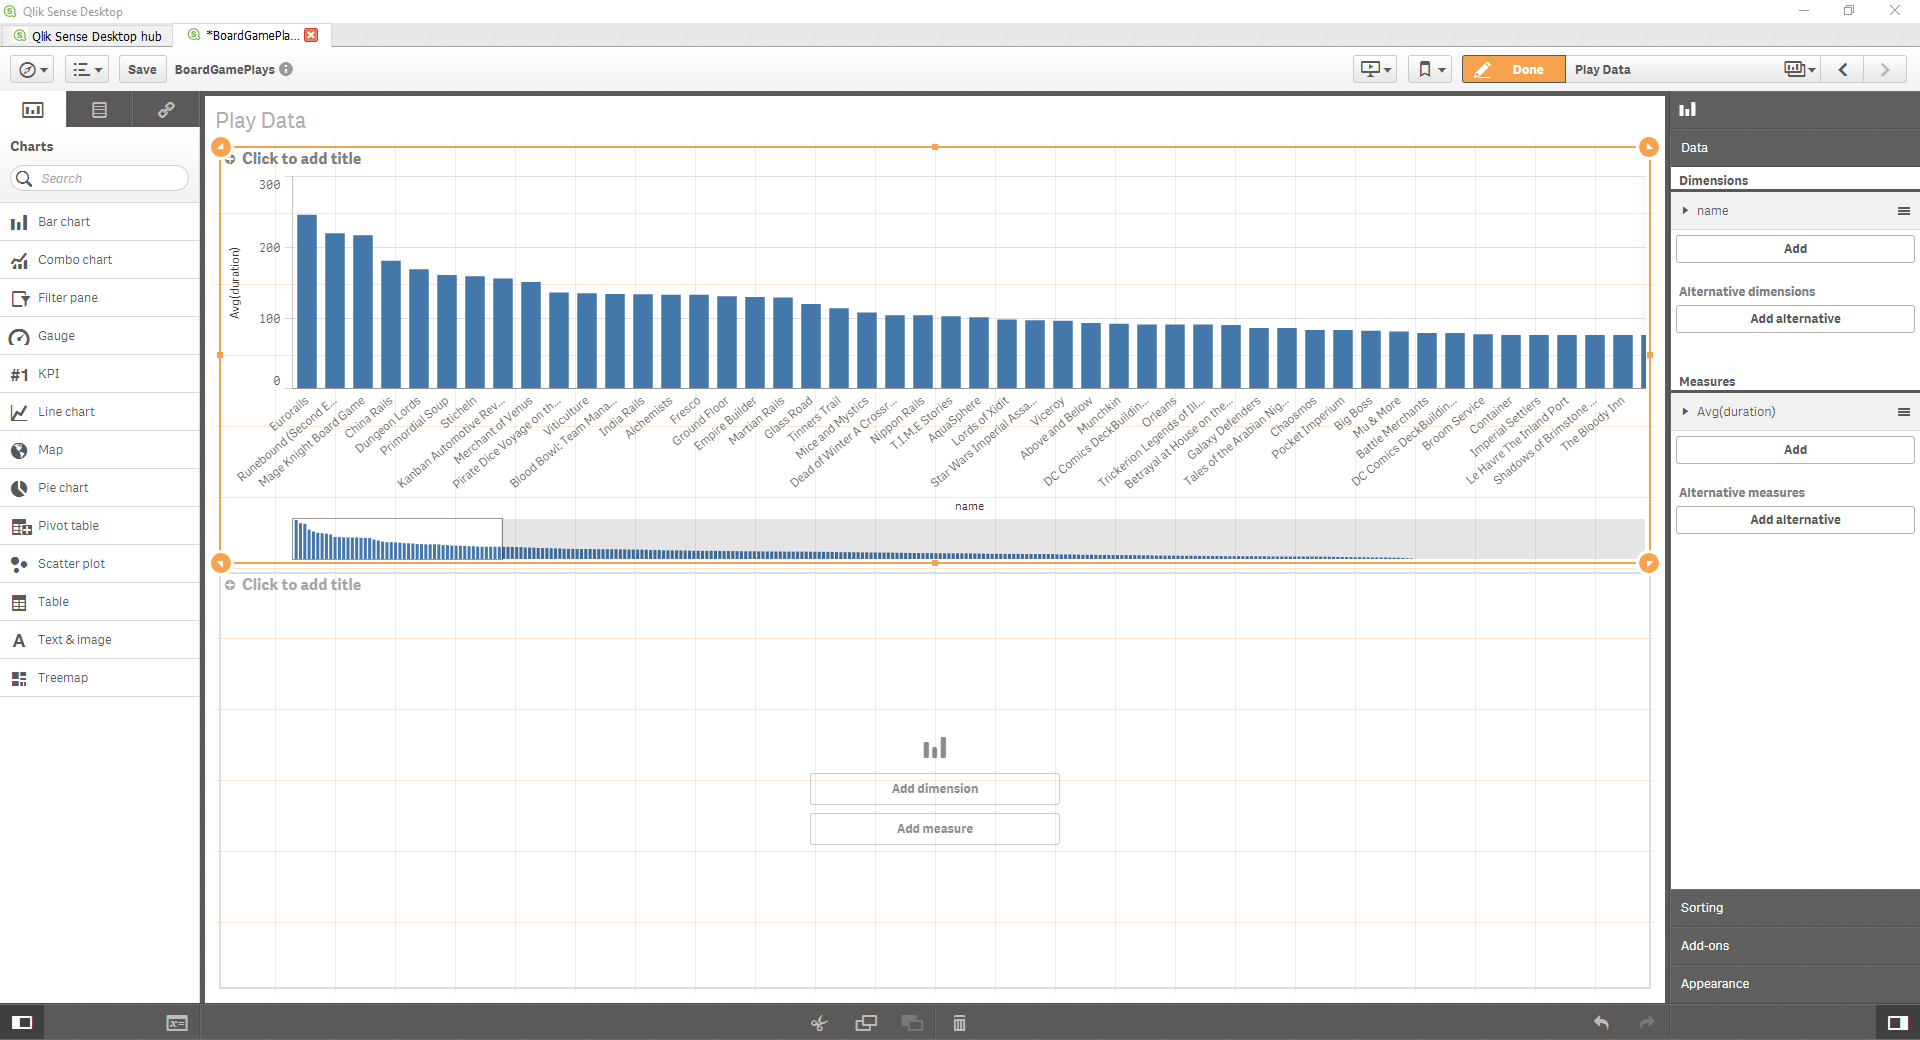 Qlik Sense Desktop
Qlik Sense Desktop hub
*BoardGamePla...
Save
BoardGamePlays
Done
Play Data
Charts
Search
Bar chart
Combo chart
Filter pane
Gauge
#1 KPI
Line chart
Map
Pie chart
Pivot table
Scatter plot
Table
A Text & image
Treemap
Play Data
Click to add title
300
200
100
0
Avg(duration)
Eurorails
Runebound (Second E...
Mage Knight Board Game
China Rails
Dungeon Lords
Primordial Soup
Sticheln
Kanban Automotive Rev...
Merchant of Venus
Pirate Dice Voyage on th...
Viticulture
Blood Bowl: Team Mana...
India Rails
Alchemists
Fresco
Ground Floor
Empire Builder
Martian Rails
Glass Road
Tinners Trail
Mice and Mystics
Dead of Winter A Crossr...
Nippon Rails
T.I.M.E Stories
AquaSphere
Lords of Xidit
Star Wars Imperial Assa...
Viceroy
Above and Below
Munchkin
DC Comics DeckBuildin...
Orleans
Trickerion Legends of Ill...
Betrayal at House on the...
Galaxy Defenders
Tales of the Arabian Nig...
Chaosmos
Pocket Imperium
Big Boss
Mu & More
Battle Merchants
DC Comics DeckBuildin...
Broom Service
Container
Imperial Settlers
Le Havre The Inland Port
Shadows of Brimstone ...
The Bloody Inn
name
Click to add title
Add dimension
Add measure
Data
Dimensions
name
Add
Alternative dimensions
Add alternative
Measures
Avg(duration)
Add
Alternative measures
Add alternative
Sorting
Add-ons
Appearance
x=